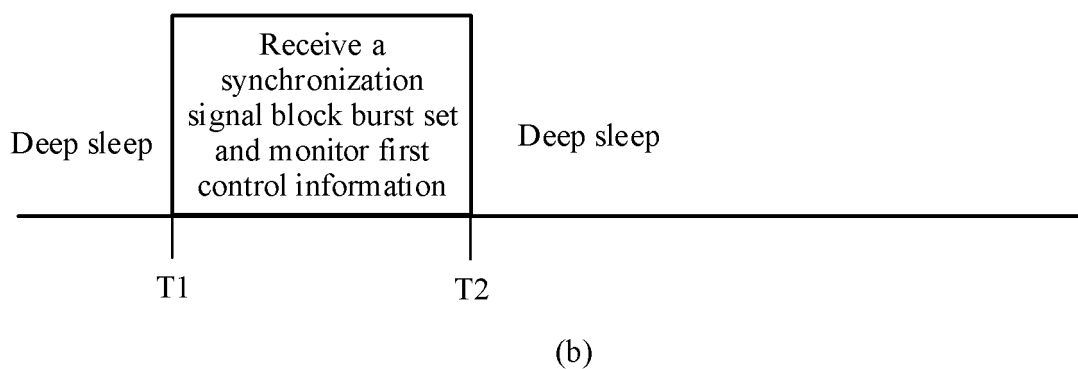 Receive a
synchronization
signal block burst set
and monitor first
control information
Deep sleep
Deep sleep
T1
T2
(b)